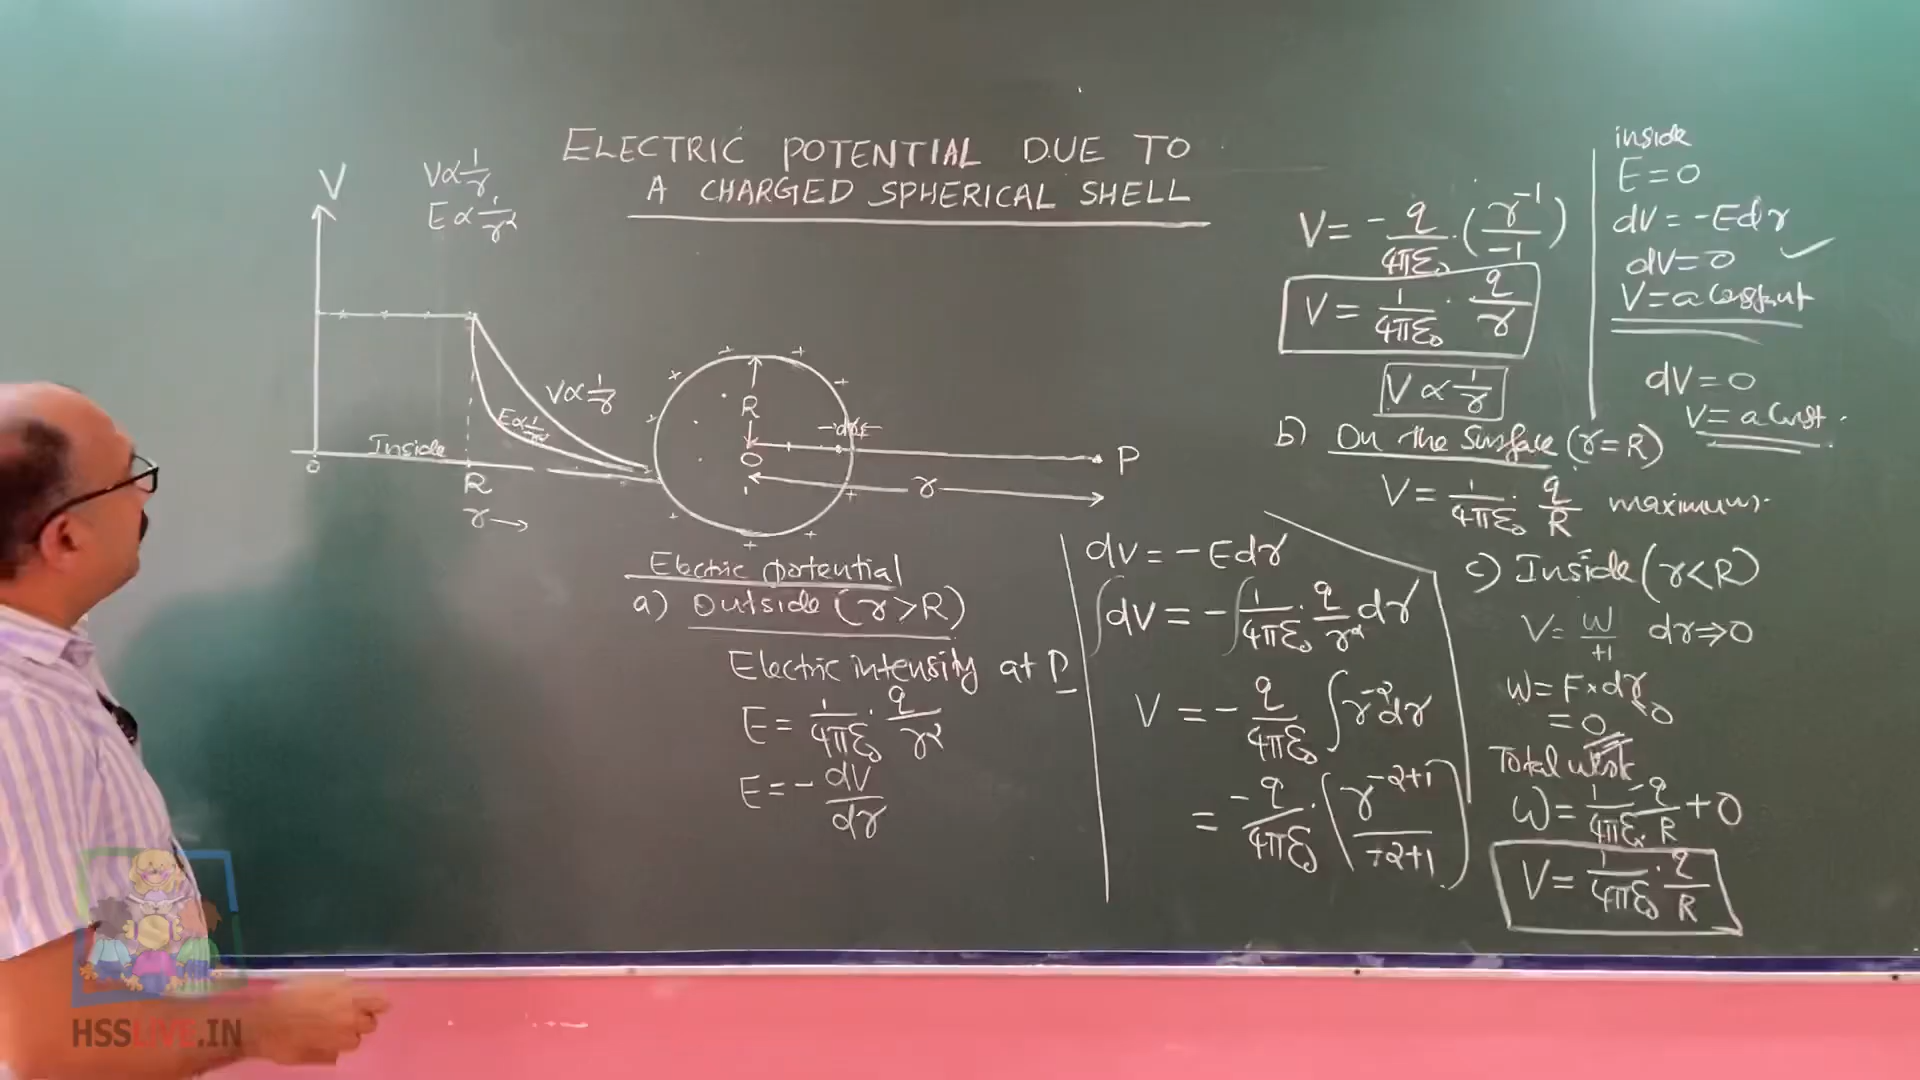 ELECTRIC POTENTIAL DUE TO
A CHARGED SPHERICAL SHELL
V
V∝1/r
E∝1/r²
V∝1/r
E∝1/r²
Inside
0
R
r→
R
O
-dr-
P
r
Electric potential
a) Outside (r>R)
Electric intensity at P
E = 1/4πε₀ · q/r²
E = -dV/dr
dV = -Edr
∫dV = -∫1/4πε₀ · q/r² dr
V = -q/4πε₀ ∫r⁻²dr
= -q/4πε₀ · (r⁻²⁺¹/-2+1)
V = -q/4πε₀ · (r⁻¹/-1)
V = 1/4πε₀ · q/r
V∝1/r
inside
E=0
dV=-Edr
dV=0 ✓
V=a constant
dV=0
V=a const.
b) On the Surface (r=R)
V = 1/4πε₀ · q/R maximum.
c) Inside (r<R)
V = W/+1 dr⇒0
W = F×dr 0
= 0
Total work
W = 1/4πε₀ q/R + 0
V = 1/4πε₀ · q/R
HSSLIVE.IN